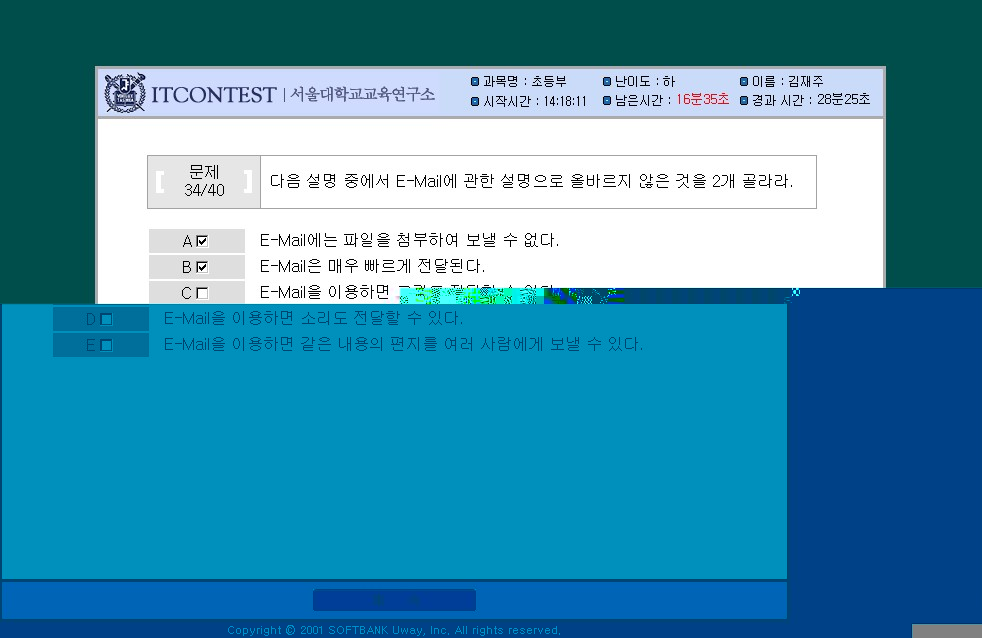 ITCONTEST | 서울대학교교육연구소
과목명 : 초등부 난이도 : 하 이름 : 김재주
시작시간 : 14:18:11 남은시간 : 16분35초 경과 시간 : 28분25초
문제 34/40 다음 설명 중에서 E-Mail에 관한 설명으로 올바르지 않은 것을 2개 골라라.
A E-Mail에는 파일을 첨부하여 보낼 수 없다.
B E-Mail은 매우 빠르게 전달된다.
C E-Mail을 이용하면
D E-Mail을 이용하면 소리도 전달할 수 있다.
E E-Mail을 이용하면 같은 내용의 편지를 여러 사람에게 보낼 수 있다.
Copyright © 2001 SOFTBANK Uway, Inc. All rights reserved.